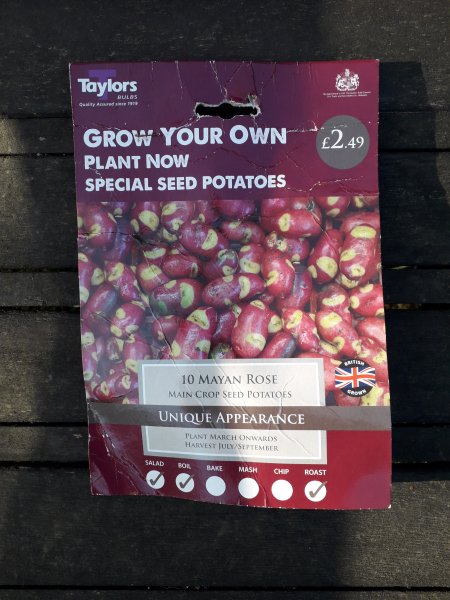 Taylors
BULBS
Quality Assured since 1919
GROW YOUR OWN
PLANT NOW
SPECIAL SEED POTATOES
£2.49
BRITISH
GROWN
10 MAYAN ROSE
MAIN CROP SEED POTATOES
UNIQUE APPEARANCE
PLANT MARCH ONWARDS
HARVEST JULY/SEPTEMBER
SALAD BOIL BAKE MASH CHIP ROAST